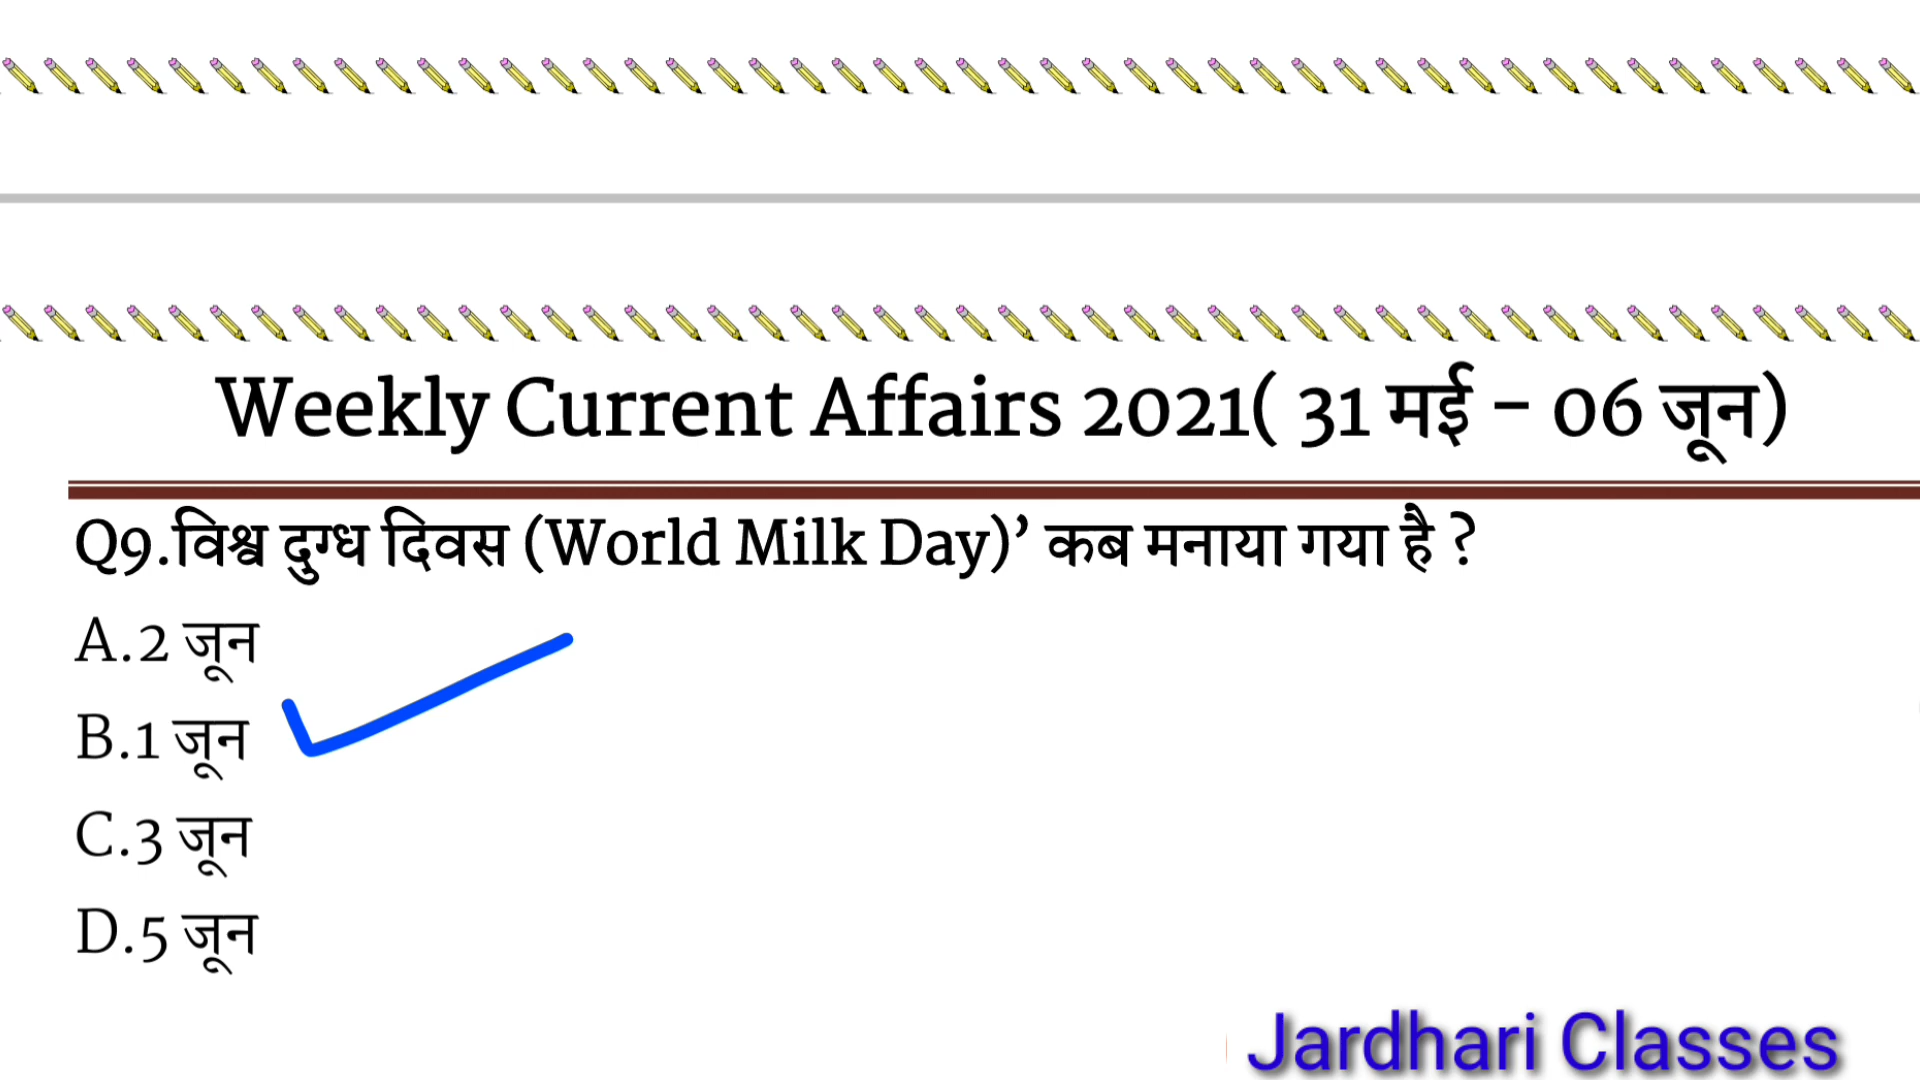 Weekly Current Affairs 2021( 31 मई – 06 जून)
Q9.विश्व दुग्ध दिवस (World Milk Day)’ कब मनाया गया है ?
A.2 जून
B.1 जून
C.3 जून
D.5 जून
Jardhari Classes